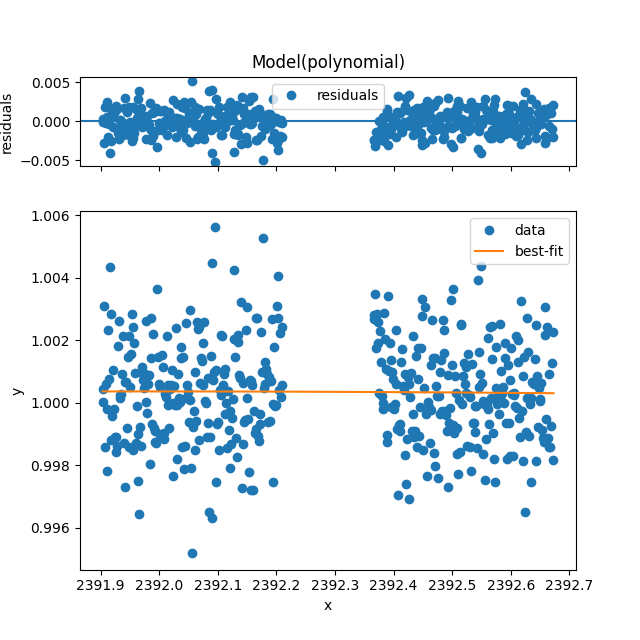 Model(polynomial)
0.005
0.000
−0.005
residuals
residuals
1.006
1.004
1.002
1.000
0.998
0.996
y
data
best-fit
2391.9 2392.0 2392.1 2392.2 2392.3 2392.4 2392.5 2392.6 2392.7
x